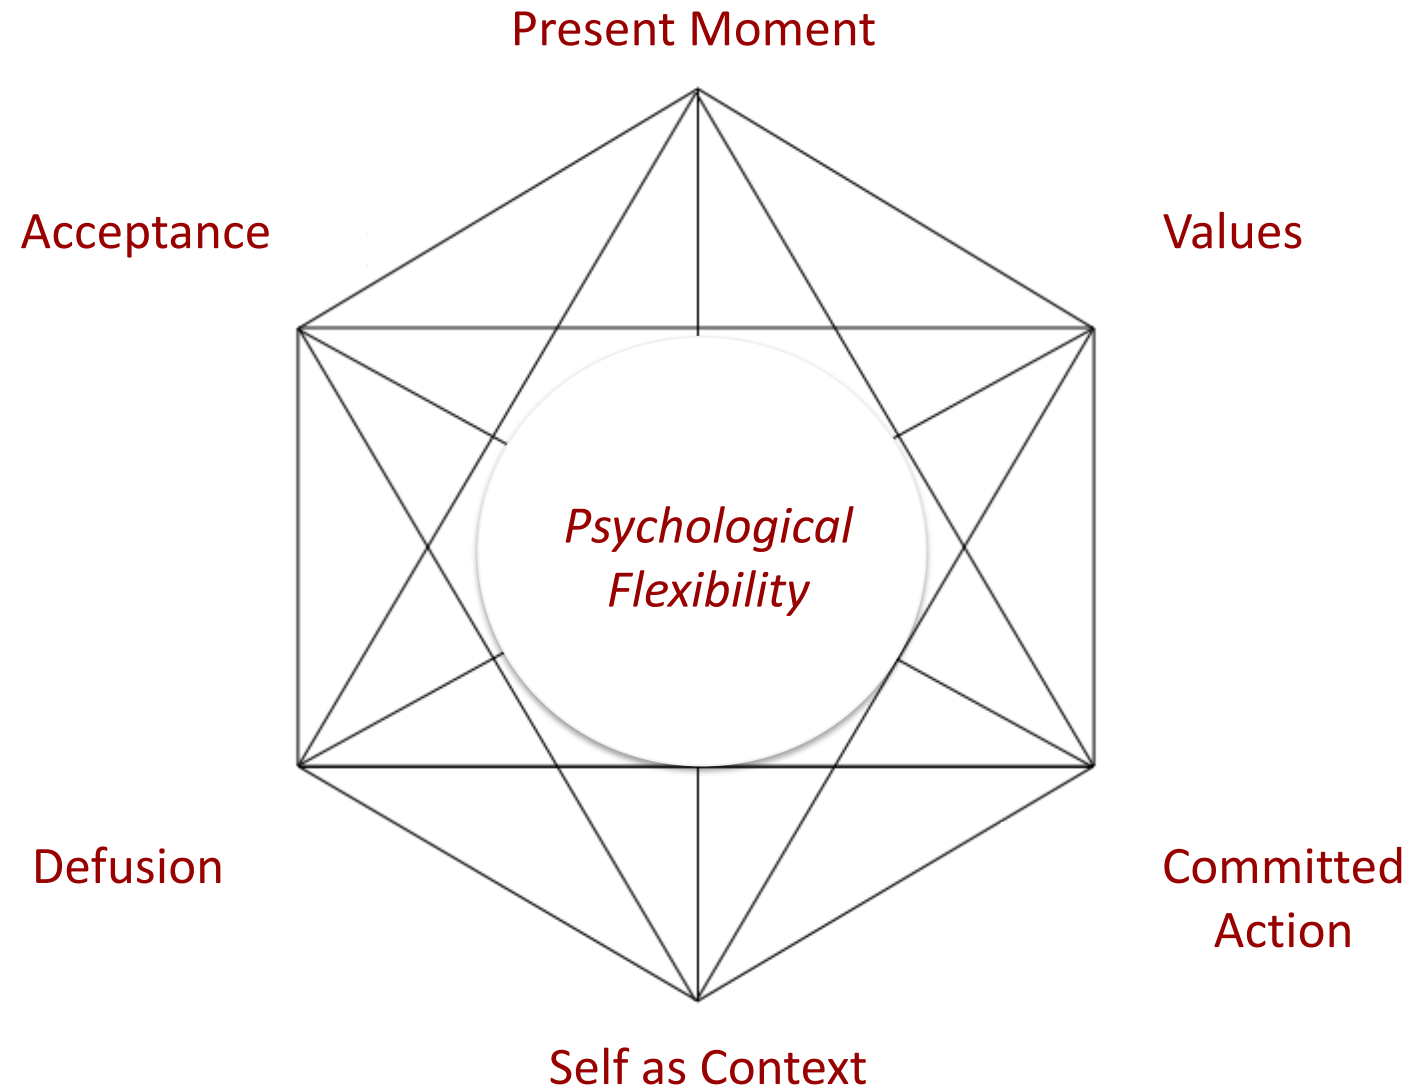 Present Moment
Acceptance
Values
Psychological
Flexibility
Defusion
Committed
Action
Self as Context